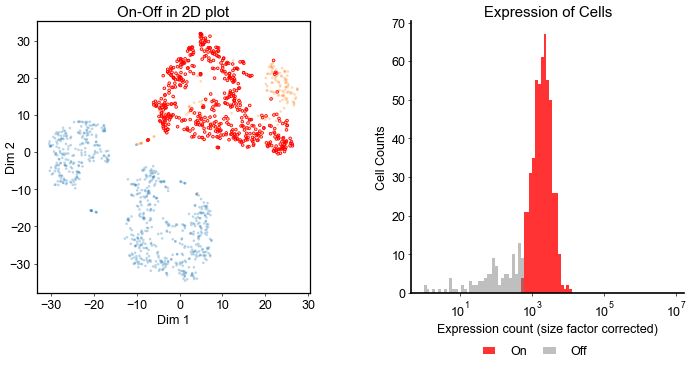 On-Off in 2D plot
30
20
10
0
−10
−20
−30
Dim 2
−30 −20 −10 0 10 20 30
Dim 1
Expression of Cells
70
60
50
40
30
20
10
0
Cell Counts
10^1 10^3 10^5 10^7
Expression count (size factor corrected)
On Off